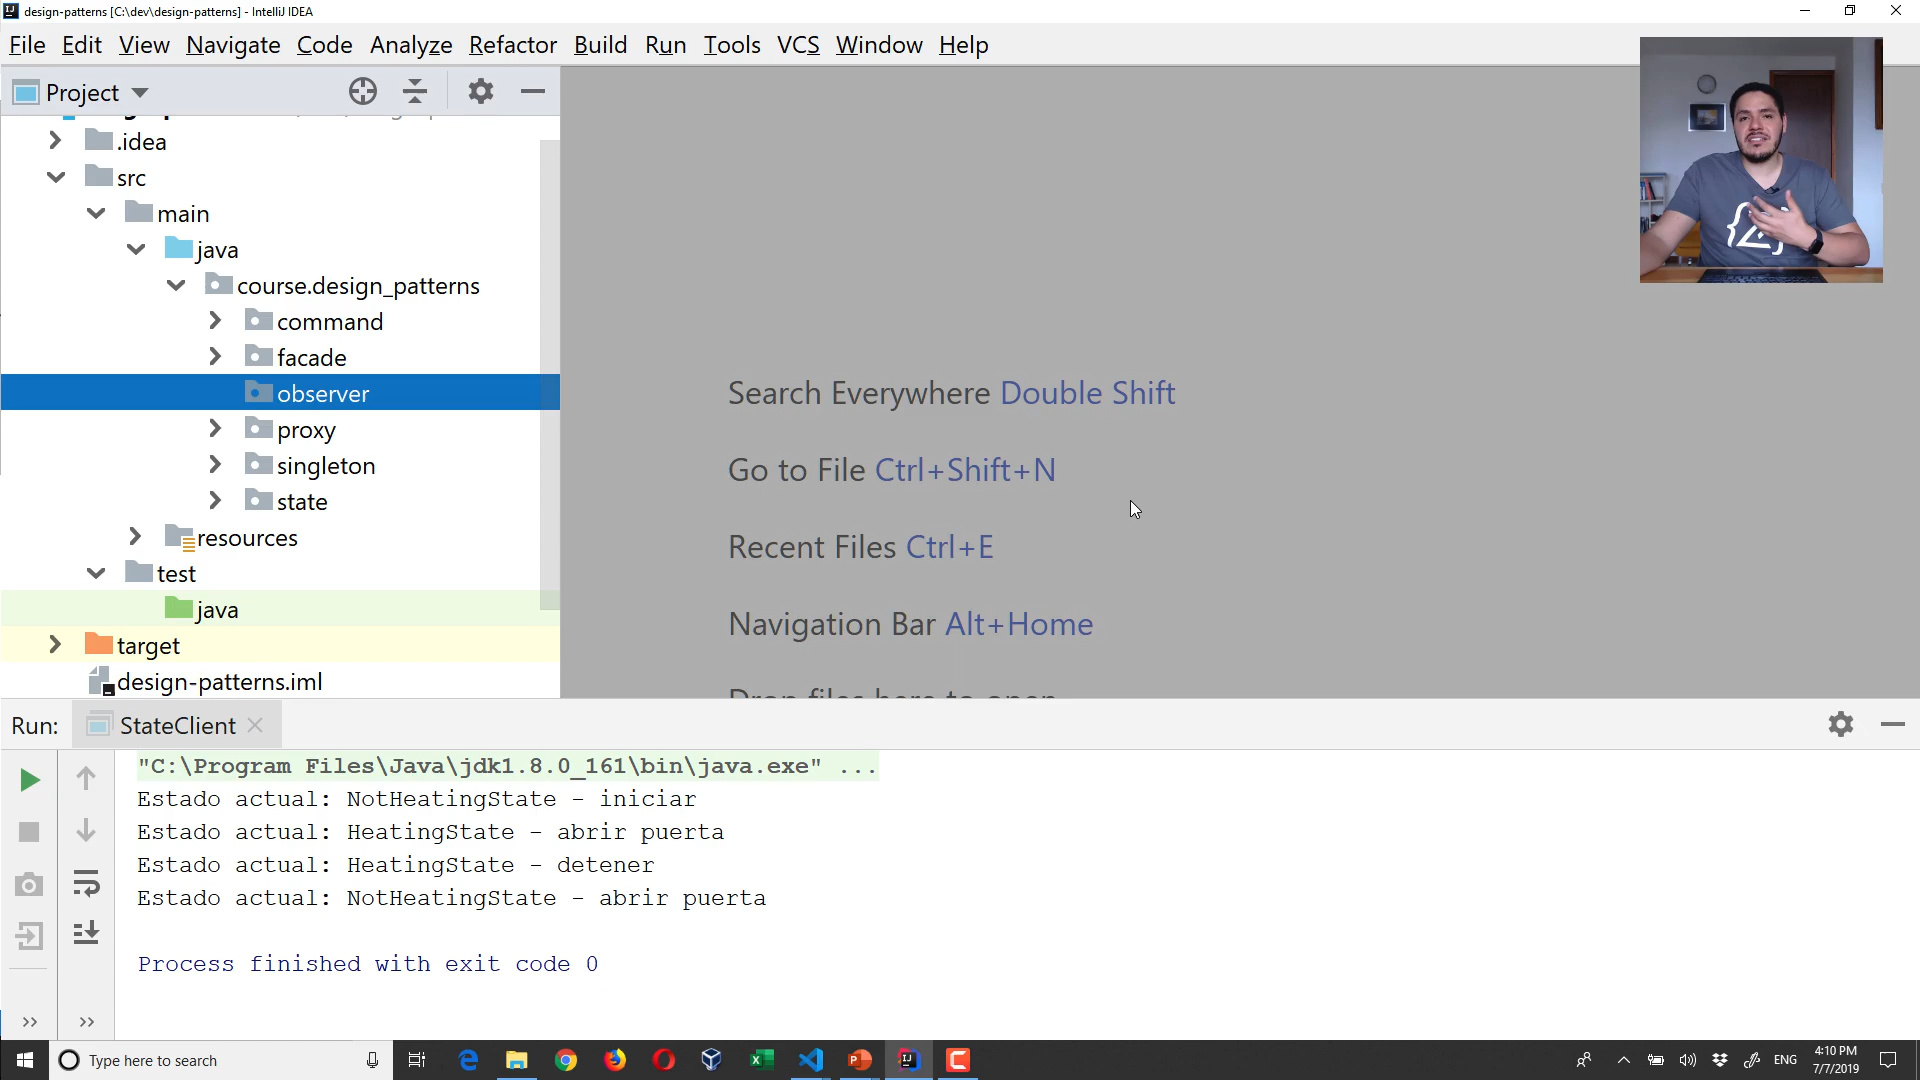 design-patterns [C:\dev\design-patterns] - IntelliJ IDEA
File Edit View Navigate Code Analyze Refactor Build Run Tools VCS Window Help
Project
.idea
src
main
java
course.design_patterns
command
facade
observer
proxy
singleton
state
resources
test
java
target
design-patterns.iml
Search Everywhere Double Shift
Go to File Ctrl+Shift+N
Recent Files Ctrl+E
Navigation Bar Alt+Home
Drop files here to open
Run: StateClient
"C:\Program Files\Java\jdk1.8.0_161\bin\java.exe" ...
Estado actual: NotHeatingState - iniciar
Estado actual: HeatingState - abrir puerta
Estado actual: HeatingState - detener
Estado actual: NotHeatingState - abrir puerta
Process finished with exit code 0
Type here to search
ENG
4:10 PM
7/7/2019